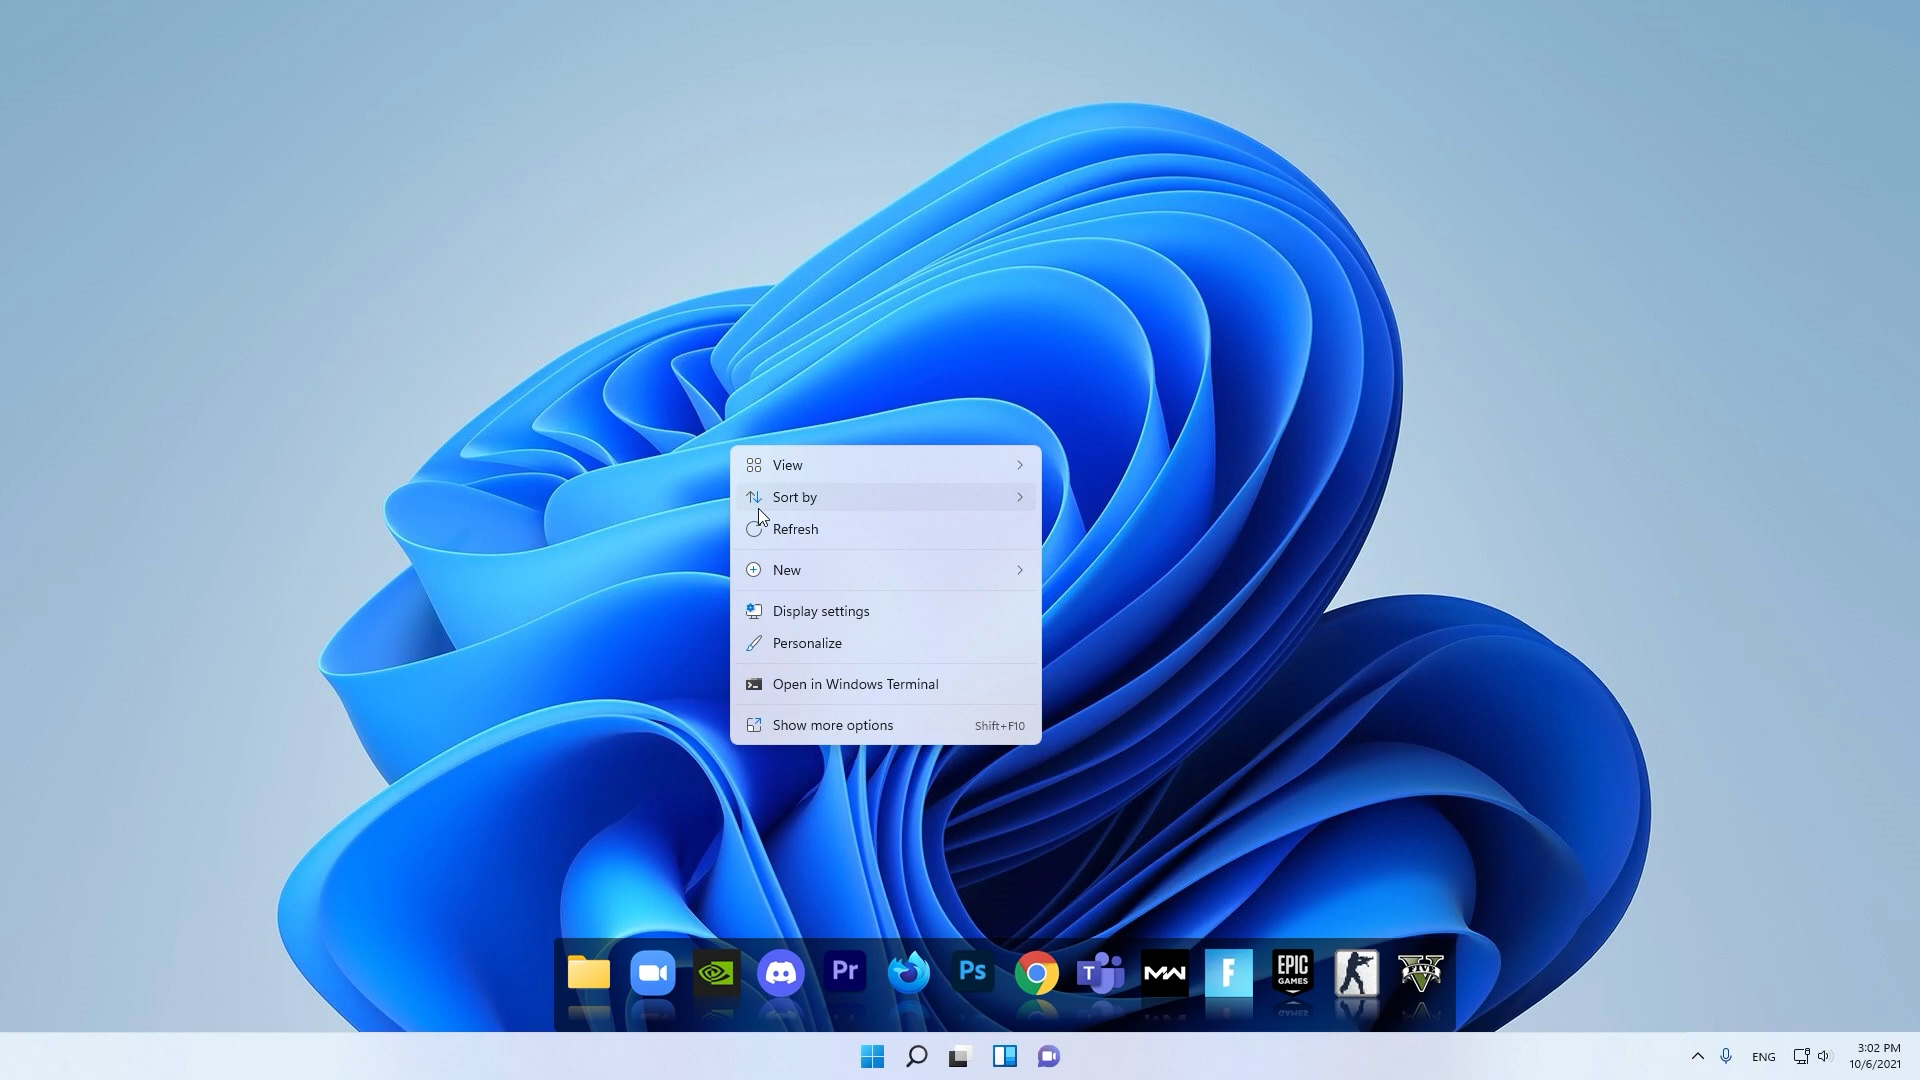 View
Sort by
Refresh
New
Display settings
Personalize
Open in Windows Terminal
Show more options Shift+F10
Pr
Ps
T
MW
F
EPIC
GAMES
V
FIVE
ENG
3:02 PM
10/6/2021